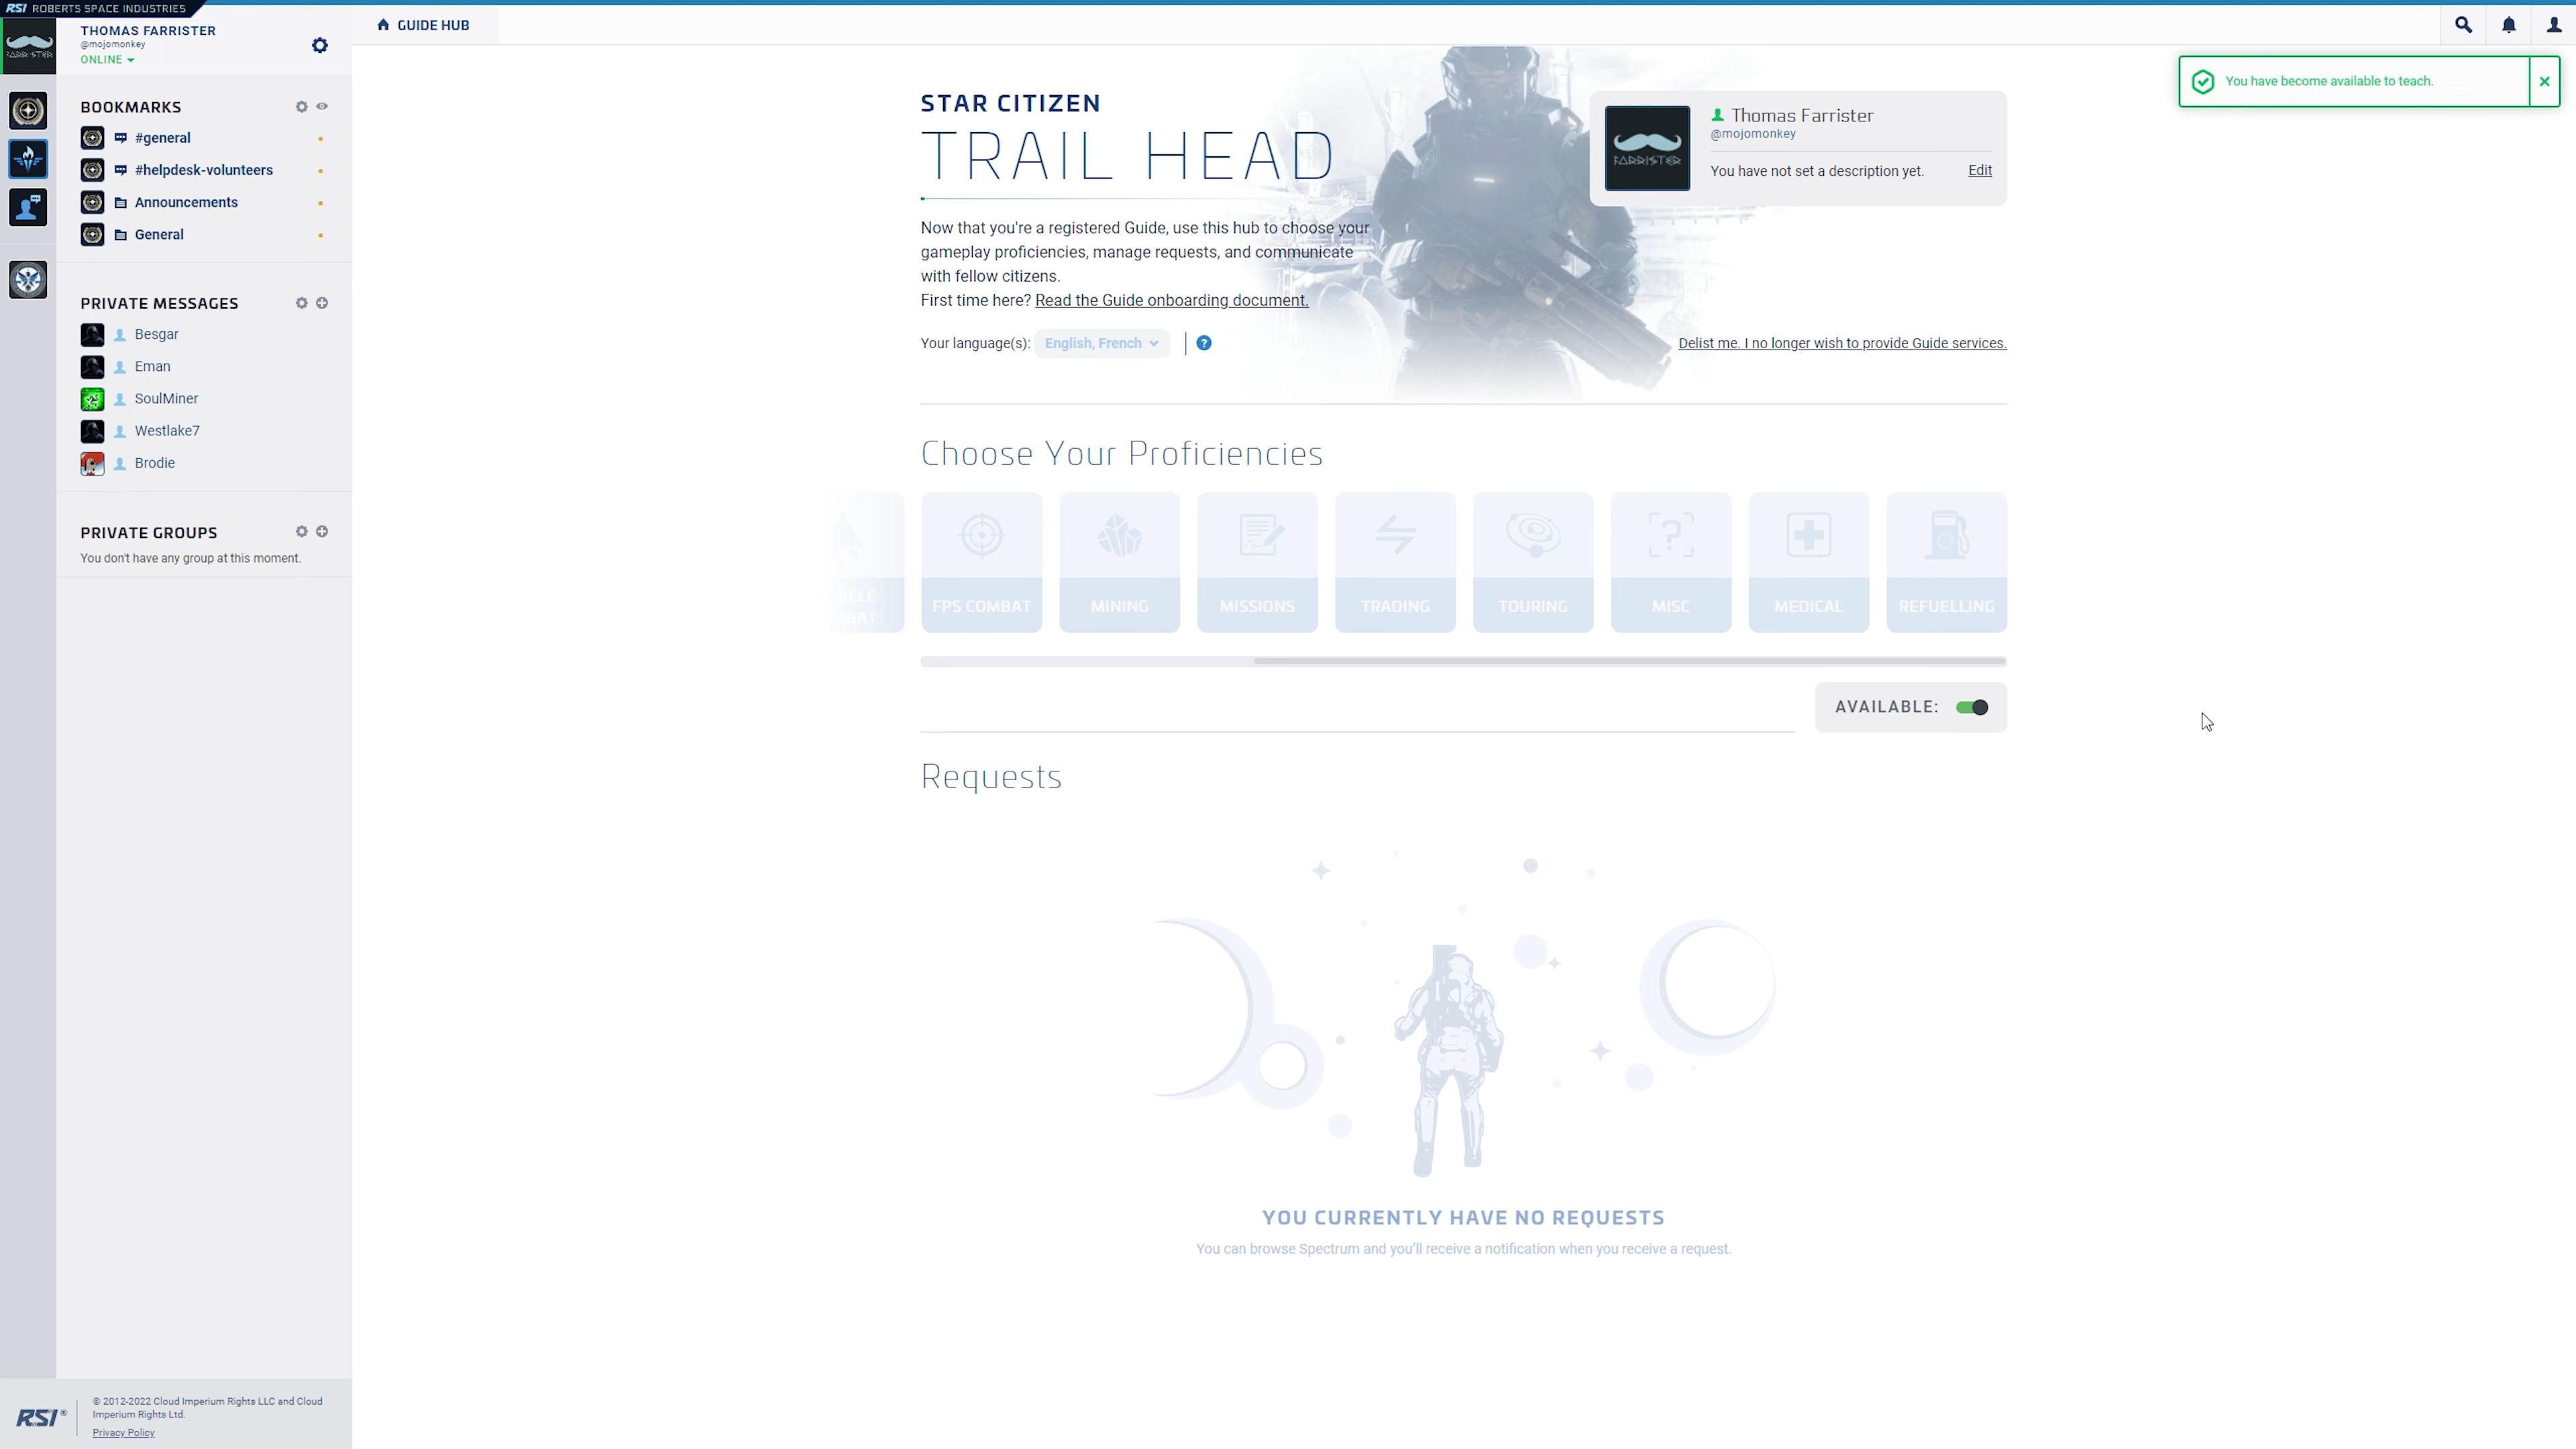 RSI ROBERTS SPACE INDUSTRIES
THOMAS FARRISTER
@mojomonkey
ONLINE
BOOKMARKS
#general
#helpdesk-volunteers
Announcements
General
PRIVATE MESSAGES
Besgar
Eman
SoulMiner
Westlake7
Brodie
PRIVATE GROUPS
You don't have any group at this moment.
RSI ®
© 2012-2022 Cloud Imperium Rights LLC and Cloud
Imperium Rights Ltd.
Privacy Policy
GUIDE HUB
You have become available to teach.
STAR CITIZEN
TRAIL HEAD
Now that you're a registered Guide, use this hub to choose your
gameplay proficiencies, manage requests, and communicate
with fellow citizens.
First time here? Read the Guide onboarding document.
Your language(s): English, French
?
FARRISTER
Thomas Farrister
@mojomonkey
You have not set a description yet. Edit
Delist me. I no longer wish to provide Guide services.
Choose Your Proficiencies
FPS COMBAT
MINING
MISSIONS
TRADING
TOURING
MISC
MEDICAL
REFUELLING
AVAILABLE:
Requests
YOU CURRENTLY HAVE NO REQUESTS
You can browse Spectrum and you'll receive a notification when you receive a request.